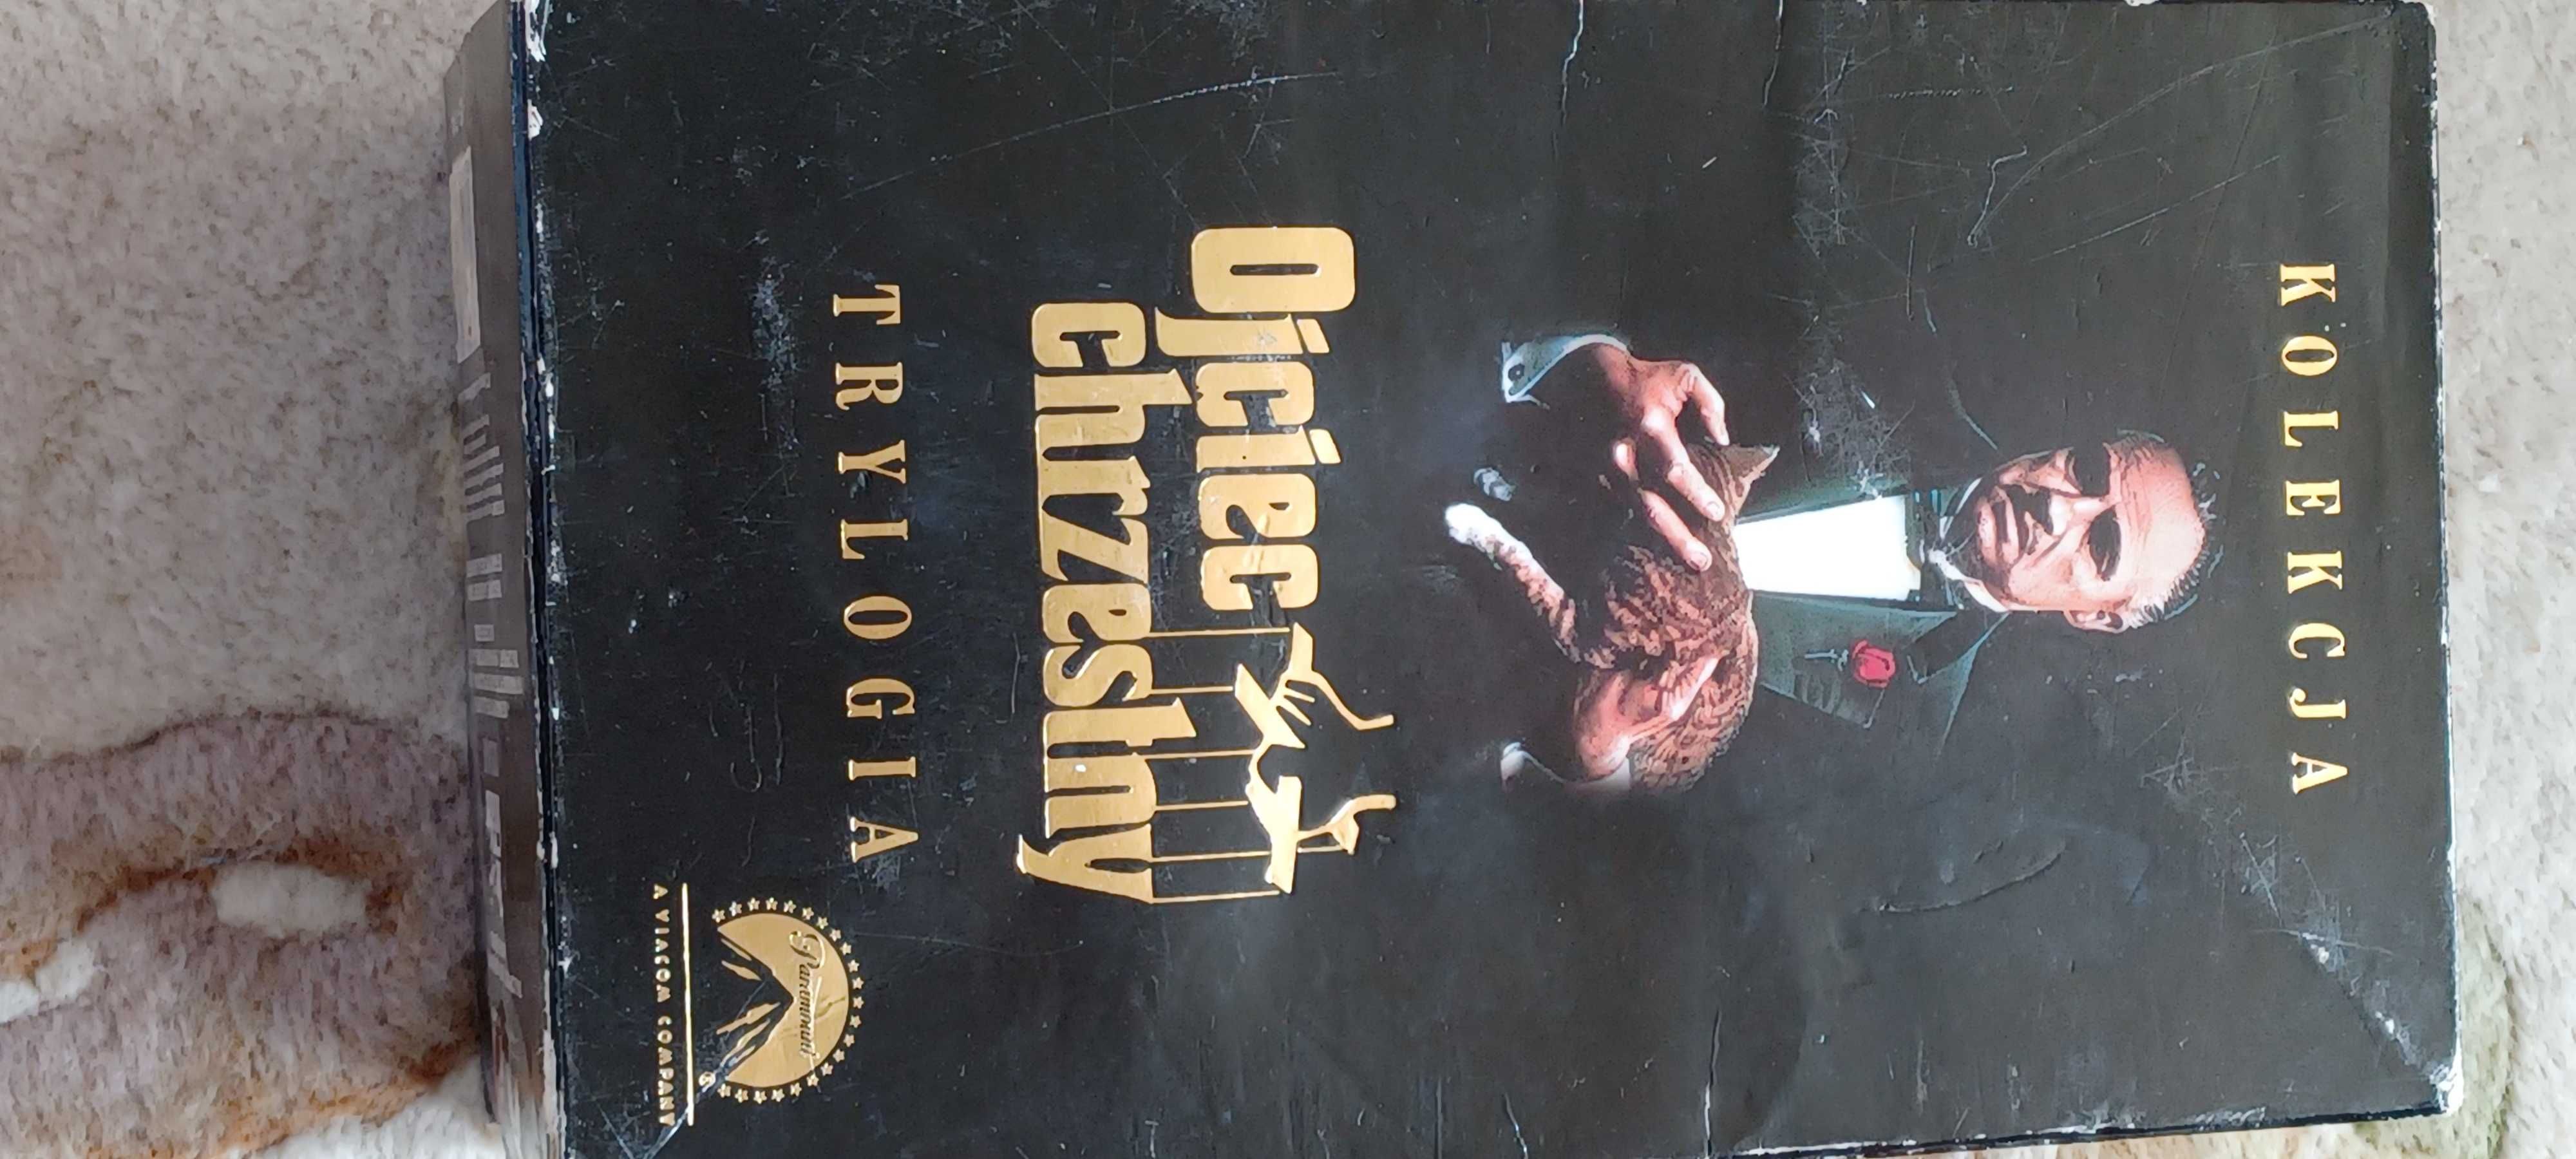 KOLEKCJA
Ojciec
chrzestny
TRYLOGIA
Paramount
A VIACOM COMPANY